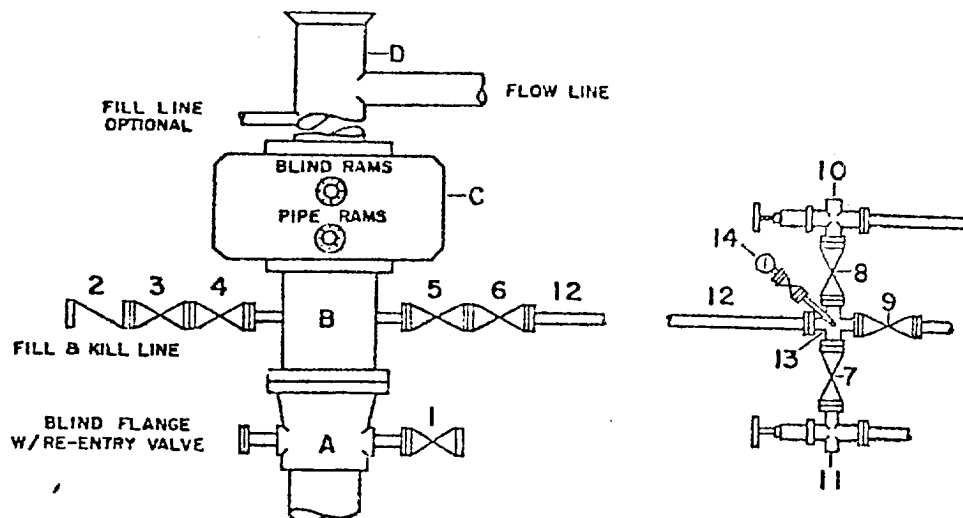 D
FLOW LINE
FILL LINE
OPTIONAL
BLIND RAMS
C
PIPE RAMS
2 3 4
B
5 6 12
FILL & KILL LINE
BLIND FLANGE
W/RE-ENTRY VALVE
A
1
10
14
8
12
9
13
7
11